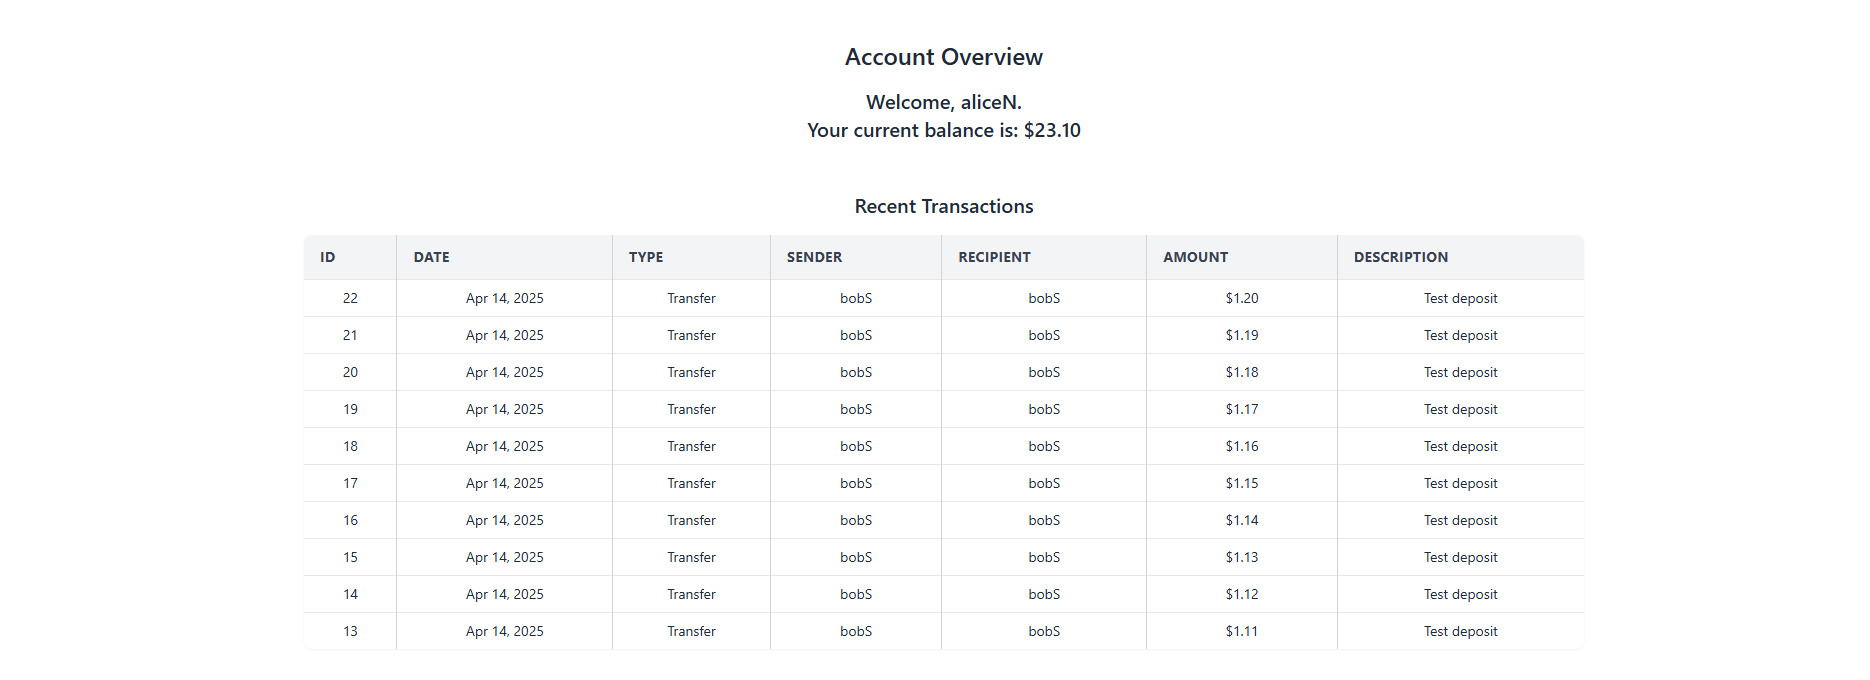 Account Overview
Welcome, aliceN.
Your current balance is: $23.10
Recent Transactions
ID DATE TYPE SENDER RECIPIENT AMOUNT DESCRIPTION
22 Apr 14, 2025 Transfer bobS bobS $1.20 Test deposit
21 Apr 14, 2025 Transfer bobS bobS $1.19 Test deposit
20 Apr 14, 2025 Transfer bobS bobS $1.18 Test deposit
19 Apr 14, 2025 Transfer bobS bobS $1.17 Test deposit
18 Apr 14, 2025 Transfer bobS bobS $1.16 Test deposit
17 Apr 14, 2025 Transfer bobS bobS $1.15 Test deposit
16 Apr 14, 2025 Transfer bobS bobS $1.14 Test deposit
15 Apr 14, 2025 Transfer bobS bobS $1.13 Test deposit
14 Apr 14, 2025 Transfer bobS bobS $1.12 Test deposit
13 Apr 14, 2025 Transfer bobS bobS $1.11 Test deposit